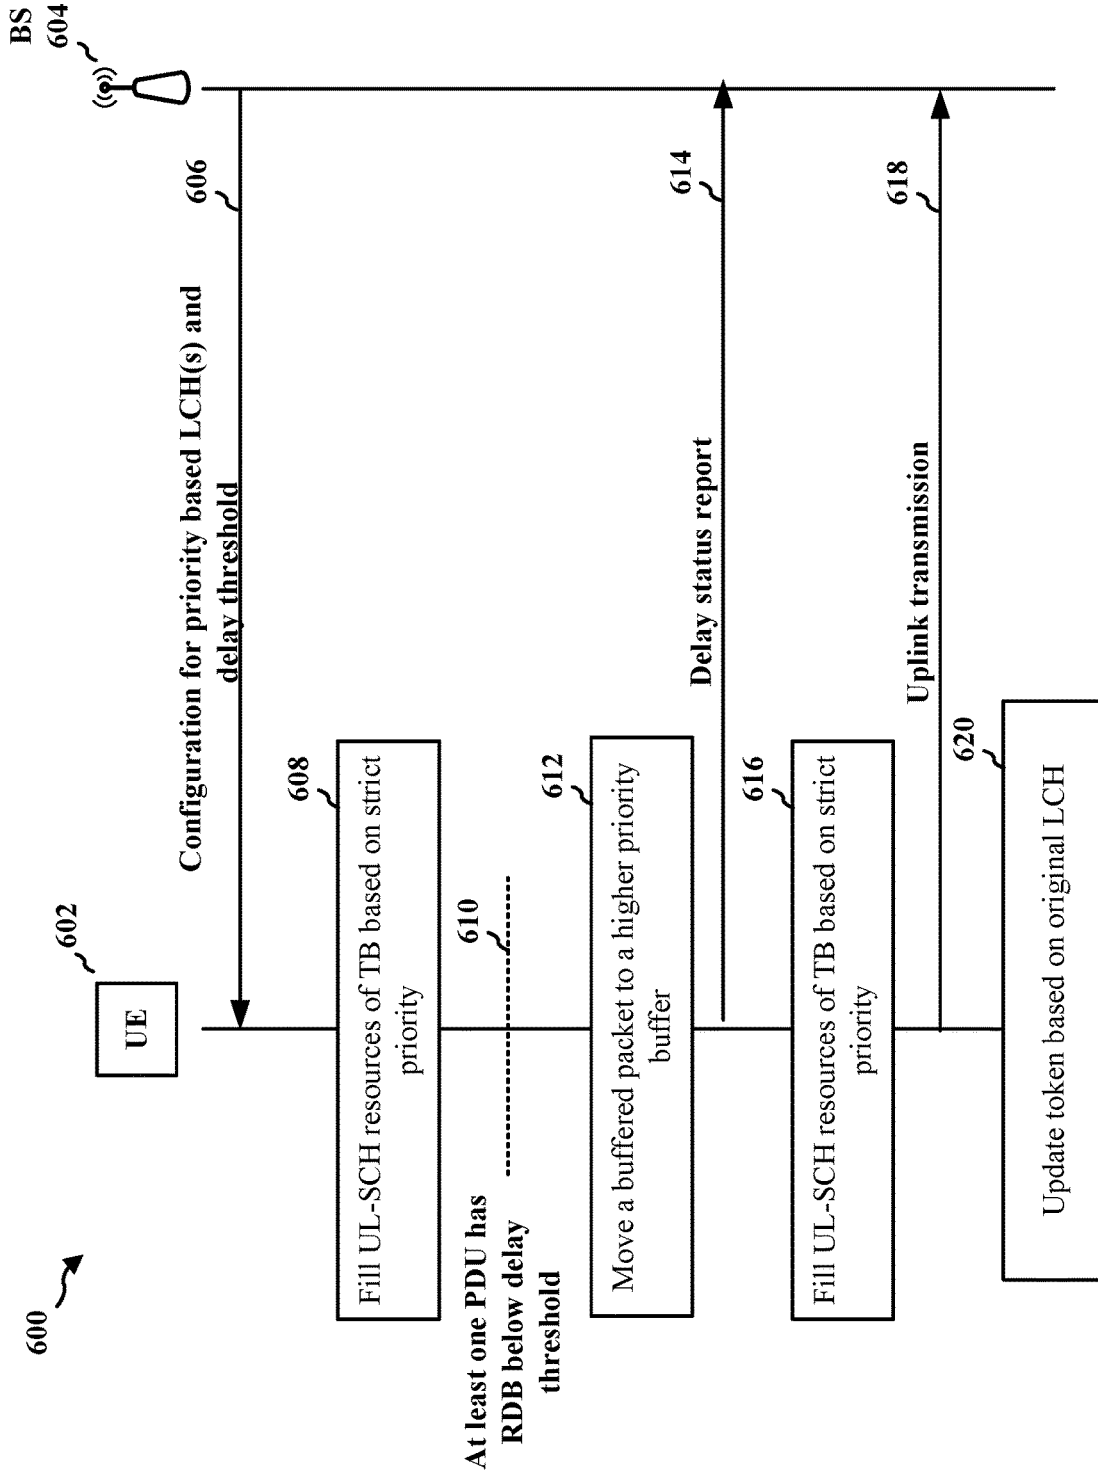 600
UE
602
BS
604
606
Configuration for priority based LCH(s) and
delay threshold
608
Fill UL-SCH resources of TB based on strict
priority
At least one PDU has
RDB below delay
threshold
610
612
Move a buffered packet to a higher priority
buffer
614
Delay status report
616
Fill UL-SCH resources of TB based on strict
priority
618
Uplink transmission
620
Update token based on original LCH